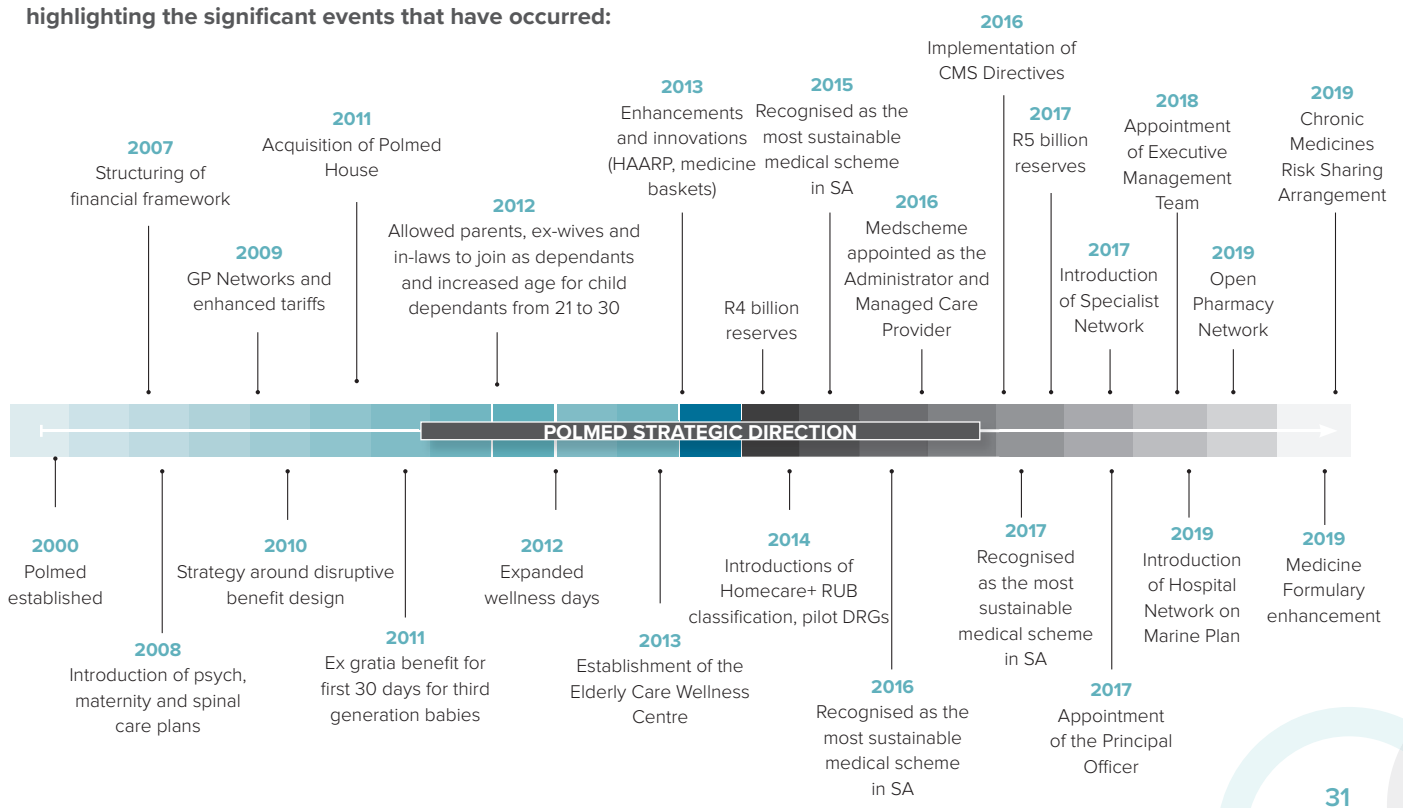 highlighting the significant events that have occurred:
2007
Structuring of
financial framework
2009
GP Networks and
enhanced tariffs
2011
Acquisition of Polmed
House
2012
Allowed parents, ex-wives and
in-laws to join as dependants
and increased age for child
dependants from 21 to 30
2013
Enhancements
and innovations
(HAARP, medicine
baskets)
R4 billion
reserves
2015
Recognised as the
most sustainable
medical scheme
in SA
2016
Medscheme
appointed as the
Administrator and
Managed Care
Provider
2016
Implementation of
CMS Directives
2017
R5 billion
reserves
2017
Introduction
of Specialist
Network
2018
Appointment
of Executive
Management
Team
2019
Open
Pharmacy
Network
2019
Chronic
Medicines
Risk Sharing
Arrangement
POLMED STRATEGIC DIRECTION
2000
Polmed
established
2008
Introduction of psych,
maternity and spinal
care plans
2010
Strategy around disruptive
benefit design
2011
Ex gratia benefit for
first 30 days for third
generation babies
2012
Expanded
wellness days
2013
Establishment of the
Elderly Care Wellness
Centre
2014
Introductions of
Homecare+ RUB
classification, pilot DRGs
2016
Recognised as the
most sustainable
medical scheme
in SA
2017
Recognised
as the most
sustainable
medical scheme
in SA
2017
Appointment
of the Principal
Officer
2019
Introduction
of Hospital
Network on
Marine Plan
2019
Medicine
Formulary
enhancement
31